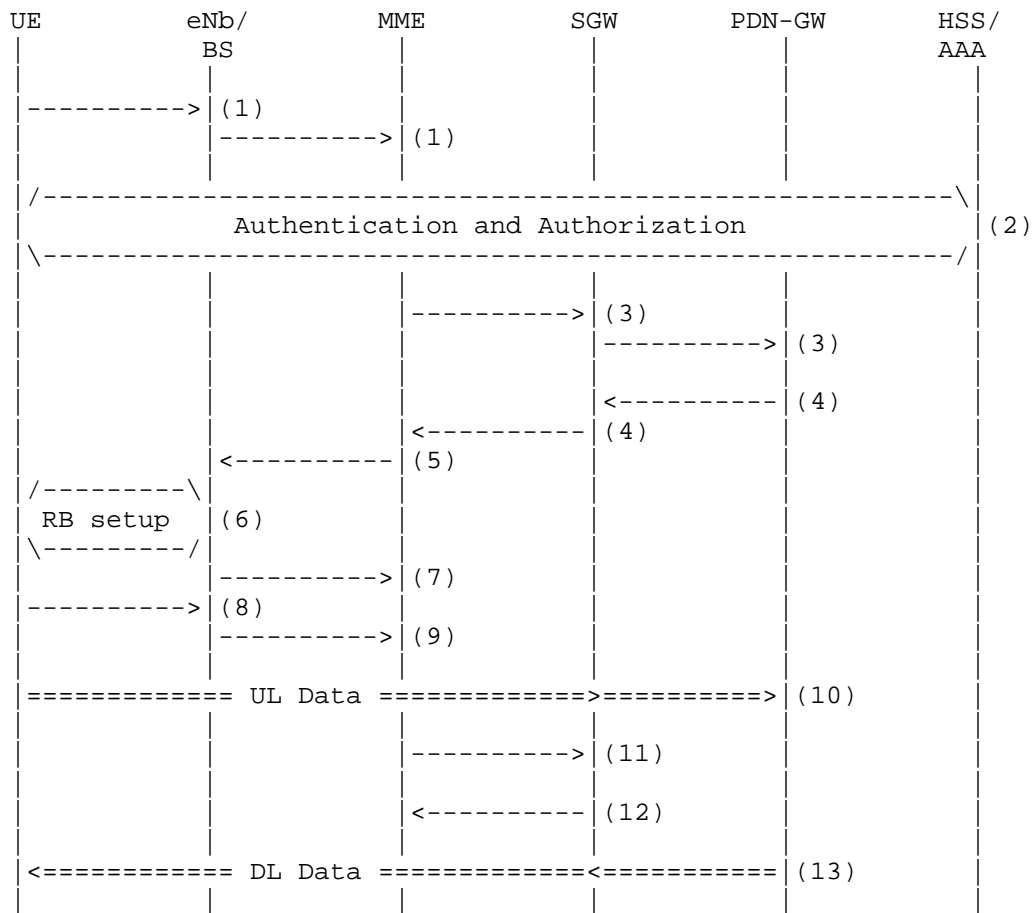 UE eNb/ MME SGW PDN-GW HSS/
BS AAA
(1)
(1)
Authentication and Authorization (2)
(3)
(3)
(4)
(4)
(5)
RB setup (6)
(7)
(8)
(9)
UL Data (10)
(11)
(12)
DL Data (13)